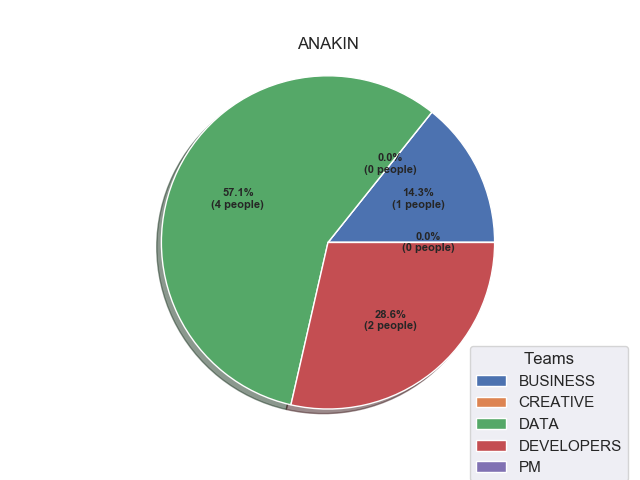 ANAKIN
0.0%
(0 people)
57.1%
(4 people)
14.3%
(1 people)
0.0%
(0 people)
28.6%
(2 people)
Teams
BUSINESS
CREATIVE
DATA
DEVELOPERS
PM